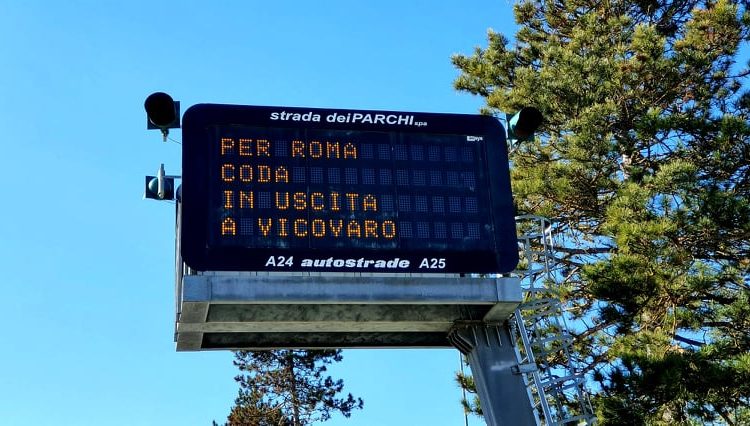 strada deiPARCHI spa
PER ROMA
CODA
IN USCITA
A VICOVARO
A24 autostrade A25